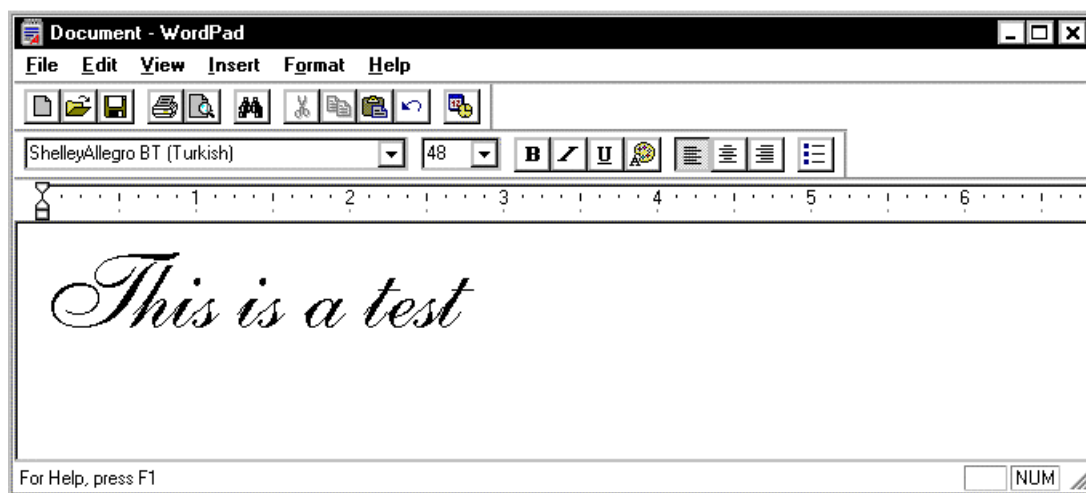 Document - WordPad
File Edit View Insert Format Help
ShelleyAllegro BT (Turkish) 48 B I U
1 2 3 4 5 6
This is a test
For Help, press F1 NUM